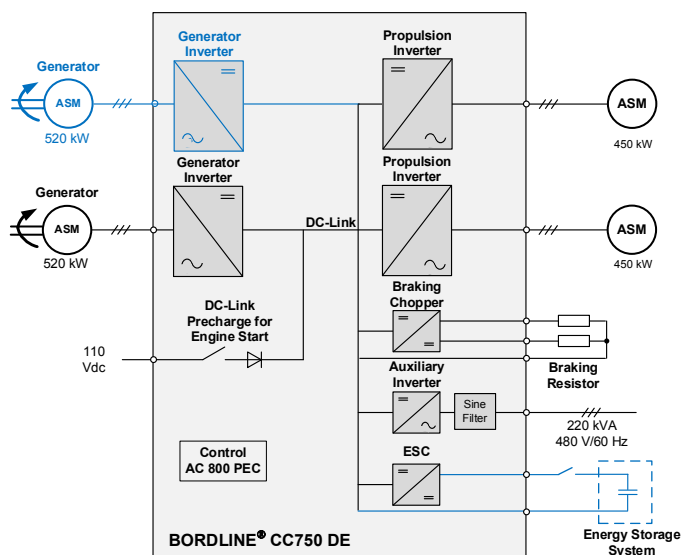 Generator
Inverter
Propulsion
Inverter
Generator
ASM
520 kW
ASM
450 kW
Generator
Inverter
Propulsion
Inverter
Generator
ASM
520 kW
DC-Link
ASM
450 kW
DC-Link
Precharge for
Engine Start
110
Vdc
Braking
Chopper
Braking
Resistor
Auxiliary
Inverter
Sine
Filter
220 kVA
480 V/60 Hz
Control
AC 800 PEC
ESC
Energy Storage
System
BORDLINE® CC750 DE